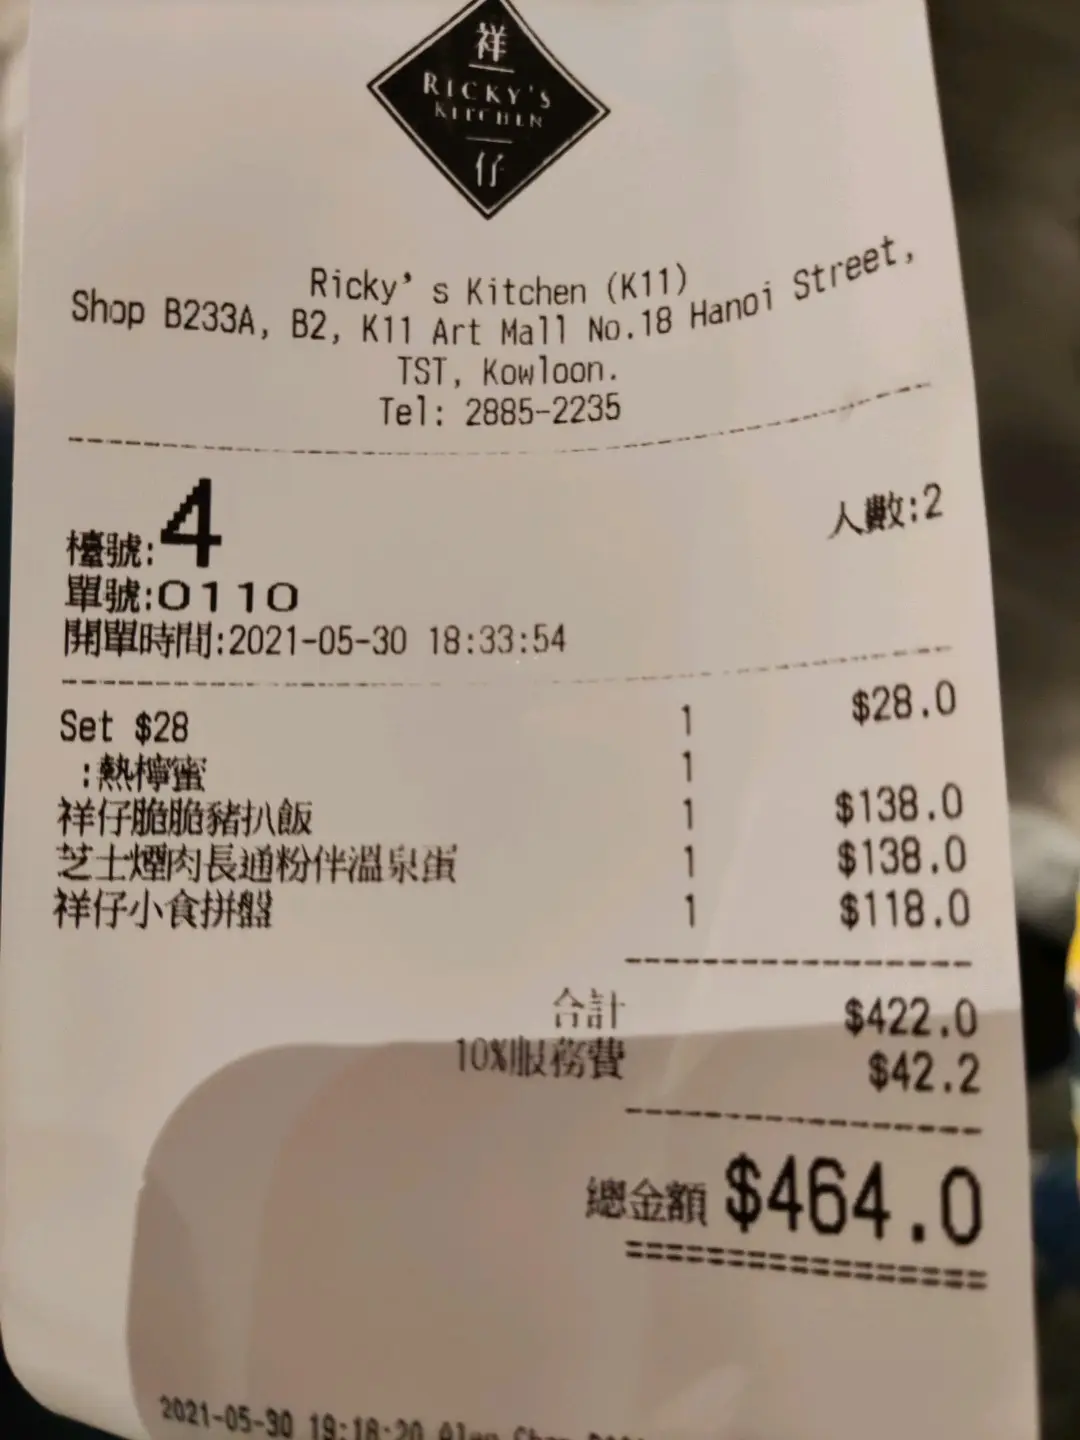 祥
RICKY'S
KITCHEN
仔
Ricky's Kitchen (K11)
Shop B233A, B2, K11 Art Mall No.18 Hanoi Street,
TST, Kowloon.
Tel: 2885-2235
檯號:4 人數:2
單號:0110
開單時間:2021-05-30 18:33:54
Set $28 1 $28.0
:熱檸蜜 1
祥仔脆脆豬扒飯 1 $138.0
芝士煙肉長通粉伴溫泉蛋 1 $138.0
祥仔小食拼盤 1 $118.0
合計 $422.0
10%服務費 $42.2
總金額 $464.0
2021-05-30 19:18:20